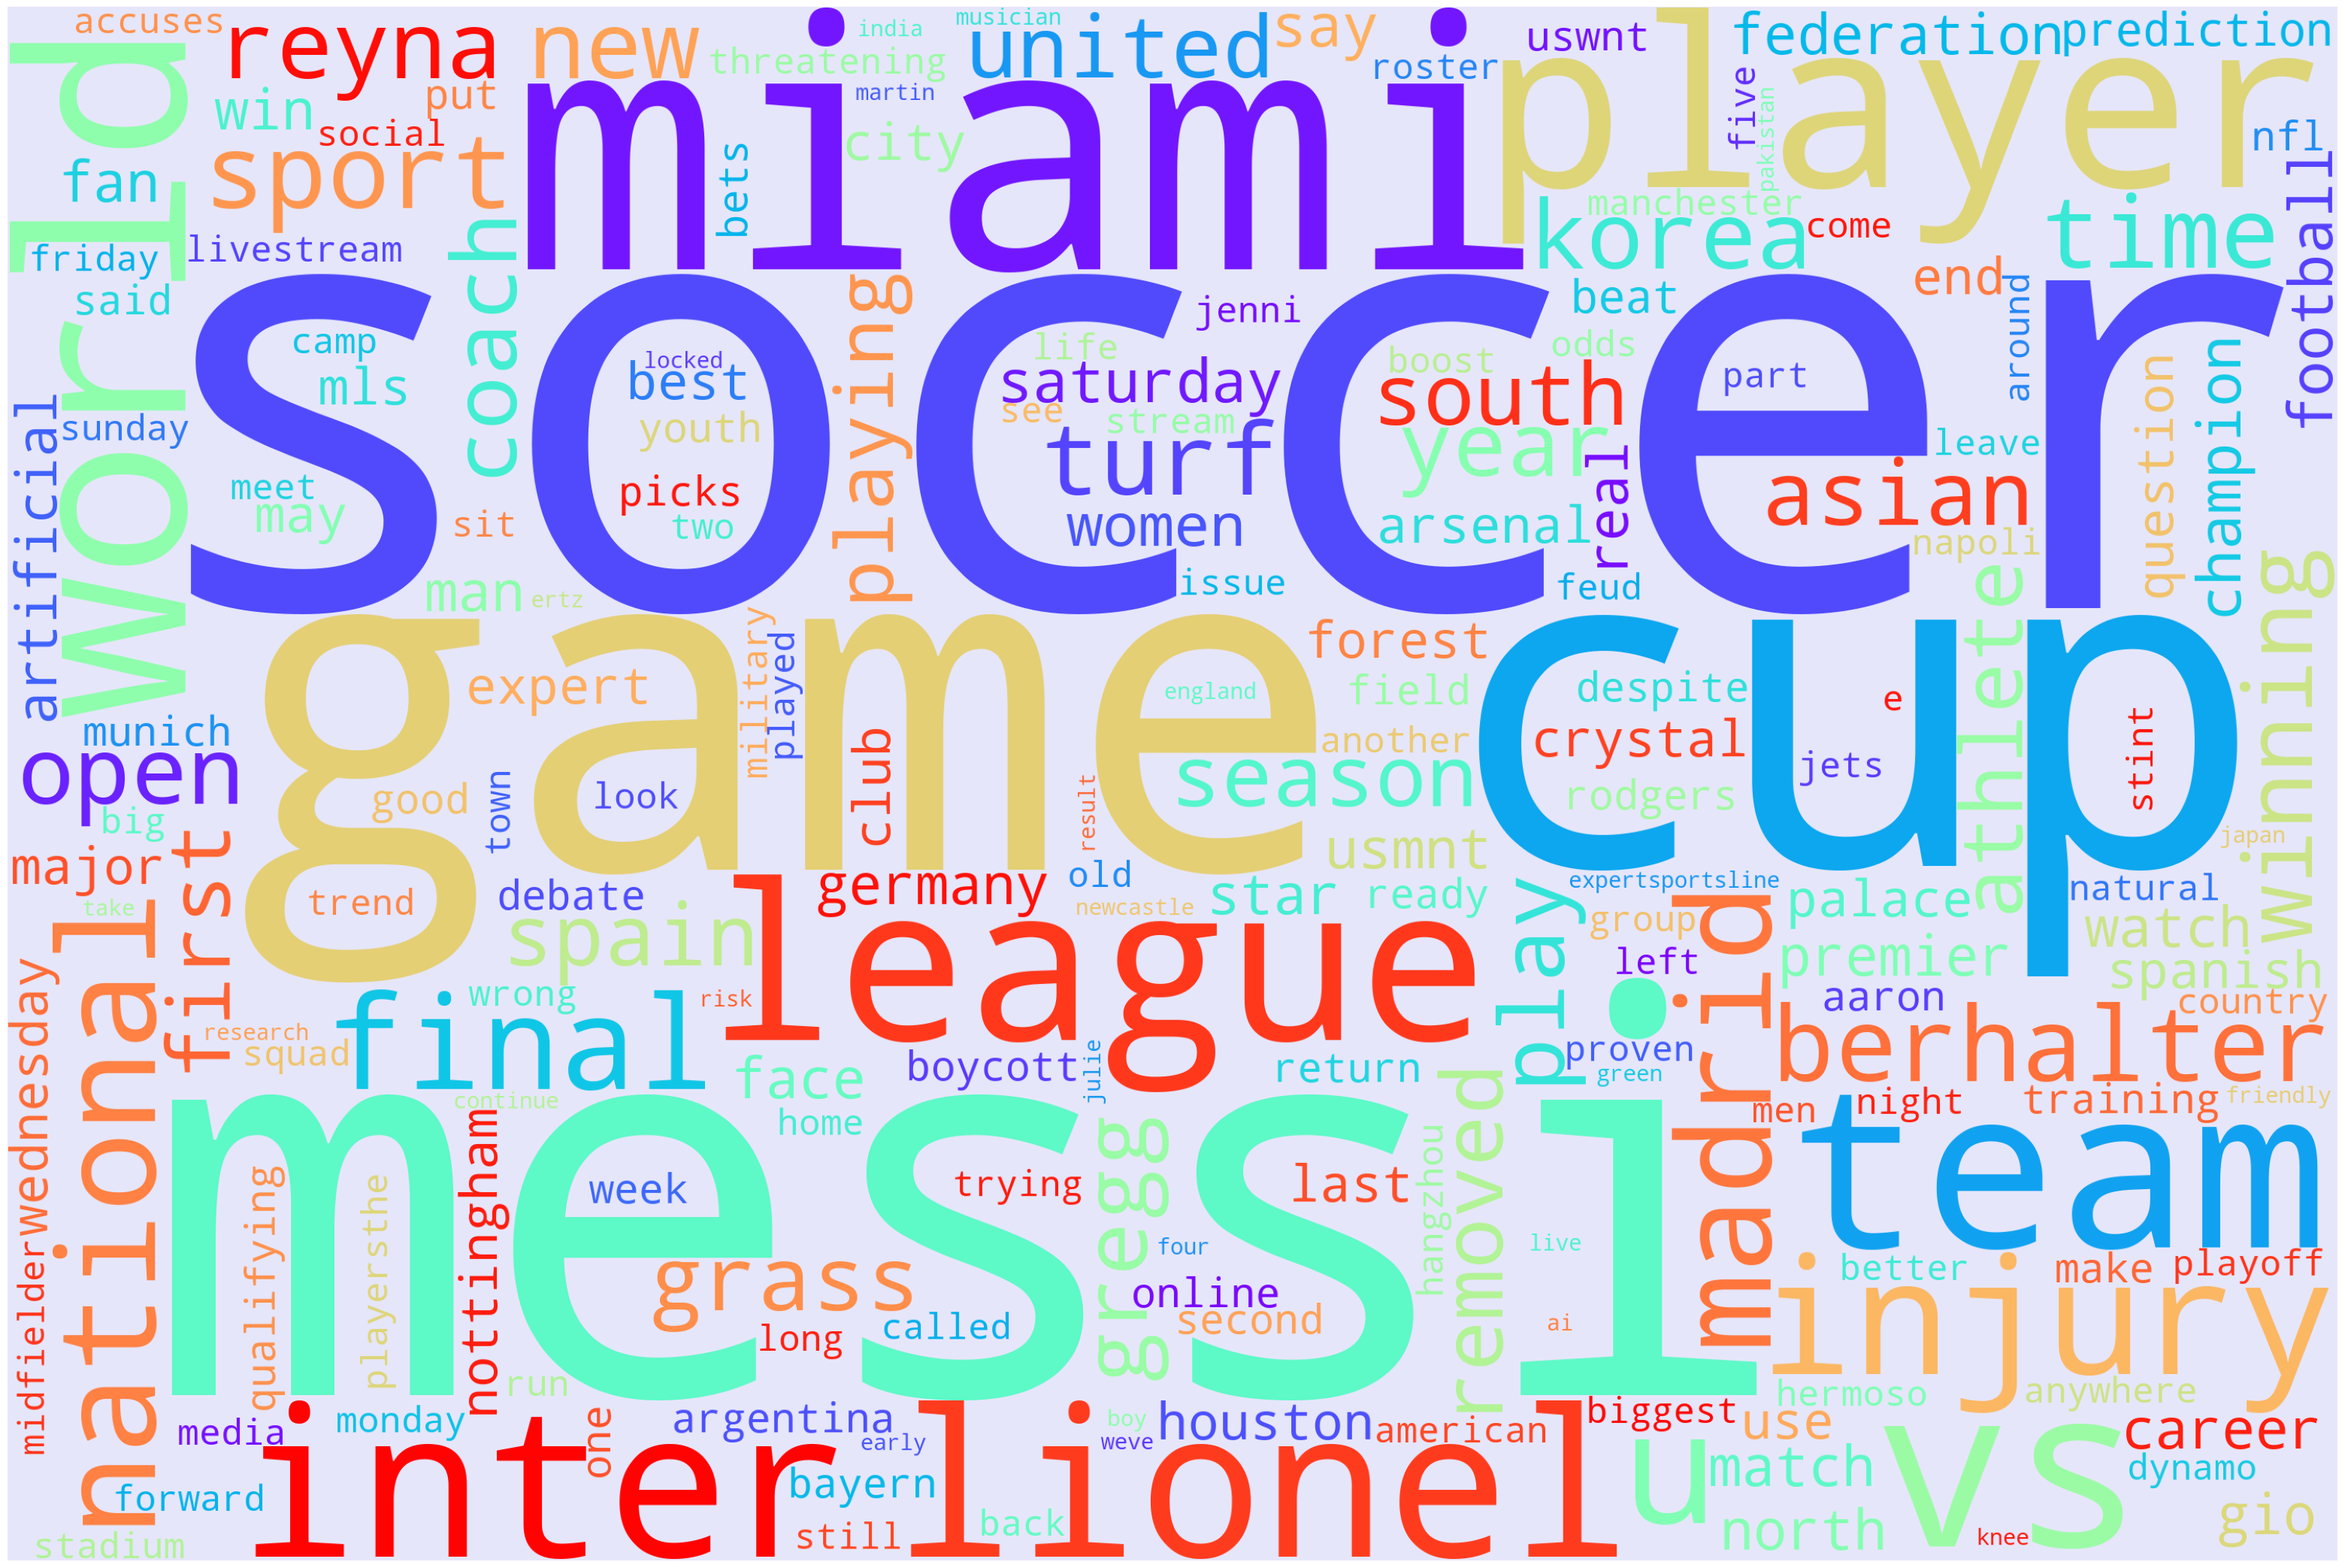 accuses
reyna
new
threatening
india
musician
united
say
uswnt
federation
prediction
world
win
put
social
sport
miami
martin
city
bets
roster
player
five
pakistan
nfl
fan
friday
livestream
said
coach
playing
manchester
korea
come
time
football
camp
mls
soccer
locked
best
youth
picks
two
jenni
life
saturday
see
stream
turf
women
issue
beat
odds
boost
south
year
arsenal
real
feud
end
part
around
asian
leave
napoli
question
champion
artificial
sunday
meet
may
sit
man
ertz
game
expert
military
played
england
forest
field
another
despite
crystal
cup
e
jets
rodgers
athlete
stint
winning
japan
munich
open
big
major
take
good
town
look
club
result
season
usmnt
first
trend
debate
spain
germany
league
old
newcastle
star
ready
expertsportsline
group
play
left
palace
premier
natural
watch
spanish
country
aaron
berhalter
national
wednesday
research
squad
final
wrong
risk
continue
face
home
boycott
julie
return
proven
green
madrid
men
night
training
friendly
team
messi
midfielder
qualifying
playersthe
nottingham
week
trying
gregg
four
last
hangzhou
removed
live
ai
grass
long
called
online
second
better
make
playoff
injury
run
hermoso
anywhere
media
monday
one
argentina
early
boy
weve
houston
american
biggest
use
career
forward
stadium
inter
bayern
still
lionel
back
u
match
north
vs
knee
dynamo
gio